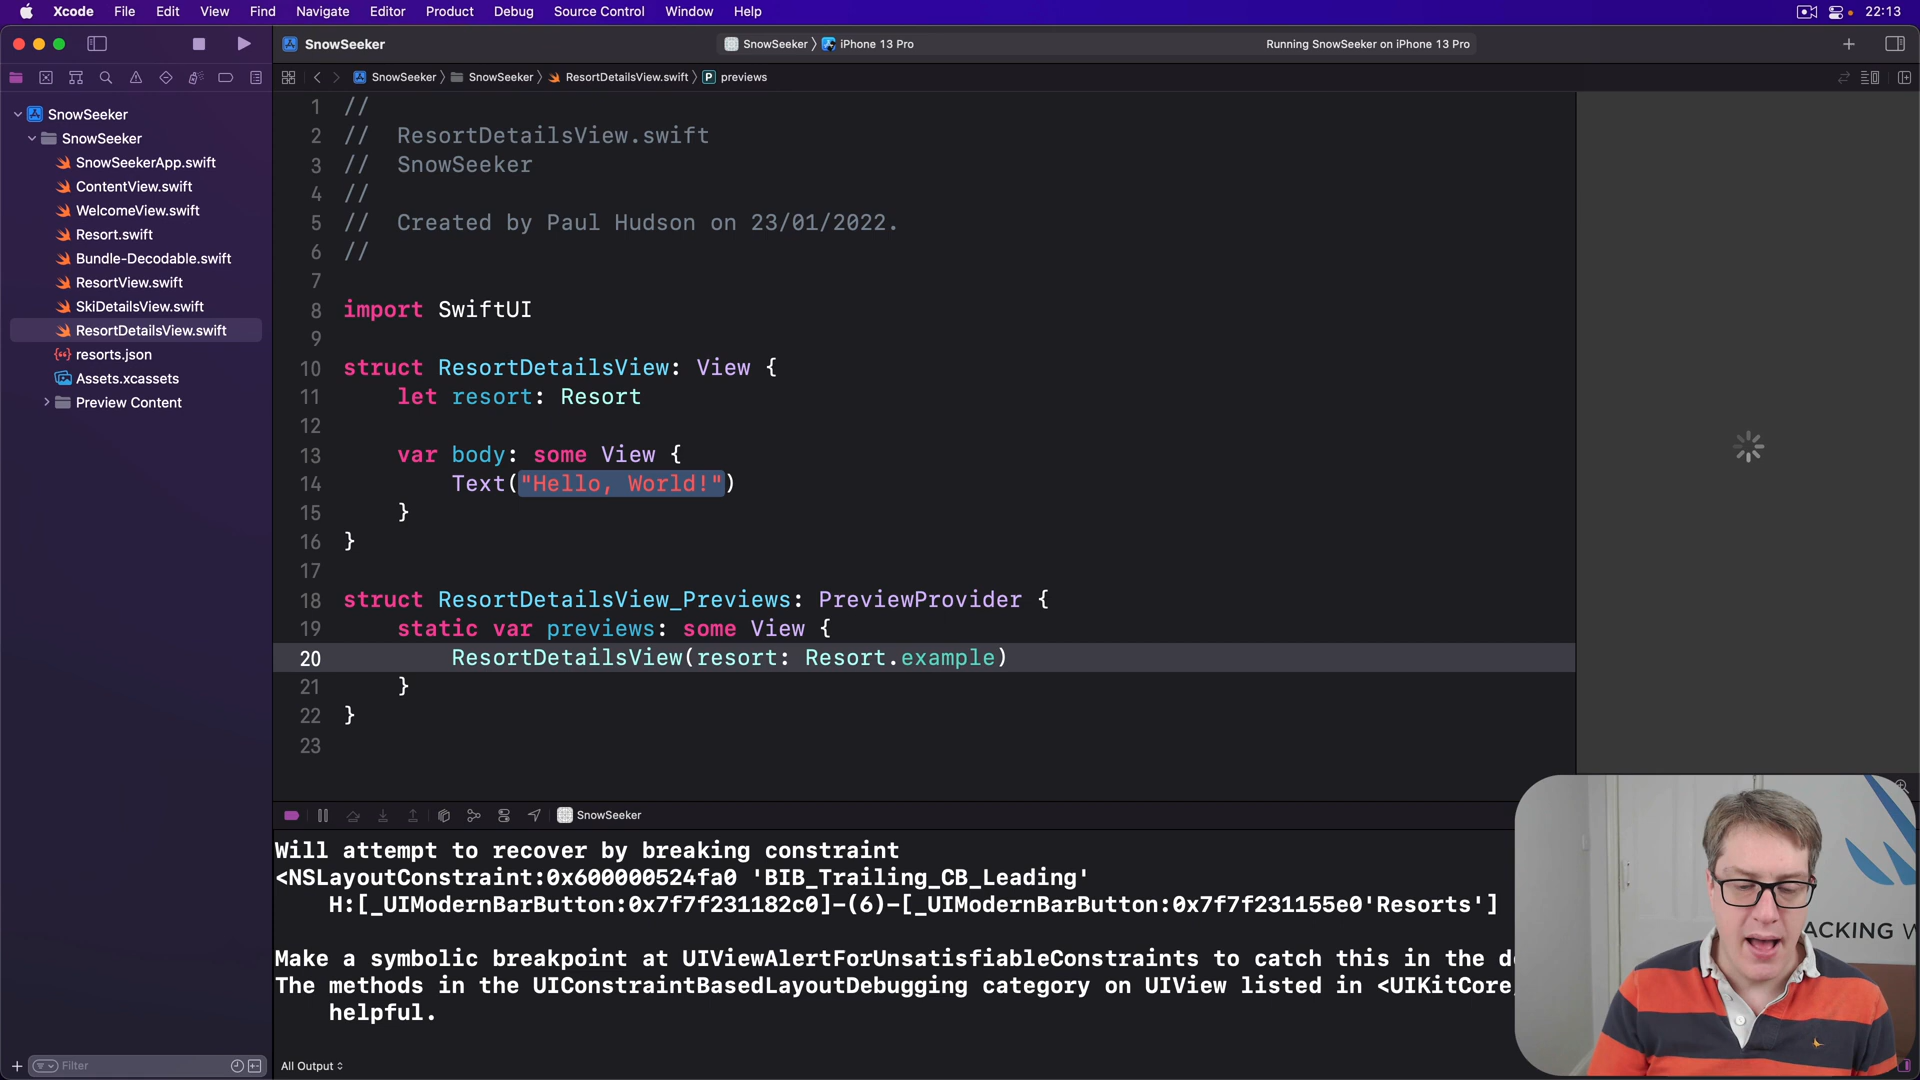 Xcode File Edit View Find Navigate Editor Product Debug Source Control Window Help 22:13
SnowSeeker SnowSeeker iPhone 13 Pro Running SnowSeeker on iPhone 13 Pro
SnowSeeker SnowSeeker ResortDetailsView.swift P previews
SnowSeeker
SnowSeeker
SnowSeekerApp.swift
ContentView.swift
WelcomeView.swift
Resort.swift
Bundle-Decodable.swift
ResortView.swift
SkiDetailsView.swift
ResortDetailsView.swift
resorts.json
Assets.xcassets
Preview Content
Filter
1 //
2 // ResortDetailsView.swift
3 // SnowSeeker
4 //
5 // Created by Paul Hudson on 23/01/2022.
6 //
7
8 import SwiftUI
9
10 struct ResortDetailsView: View {
11 let resort: Resort
12
13 var body: some View {
14 Text("Hello, World!")
15 }
16 }
17
18 struct ResortDetailsView_Previews: PreviewProvider {
19 static var previews: some View {
20 ResortDetailsView(resort: Resort.example)
21 }
22 }
23
SnowSeeker
Will attempt to recover by breaking constraint
<NSLayoutConstraint:0x600000524fa0 'BIB_Trailing_CB_Leading'
H:[_UIModernBarButton:0x7f7f231182c0]-(6)-[_UIModernBarButton:0x7f7f231155e0'Resorts']
Make a symbolic breakpoint at UIViewAlertForUnsatisfiableConstraints to catch this in the
The methods in the UIConstraintBasedLayoutDebugging category on UIView listed in <UIKitCore
helpful.
All Output
ACKING W